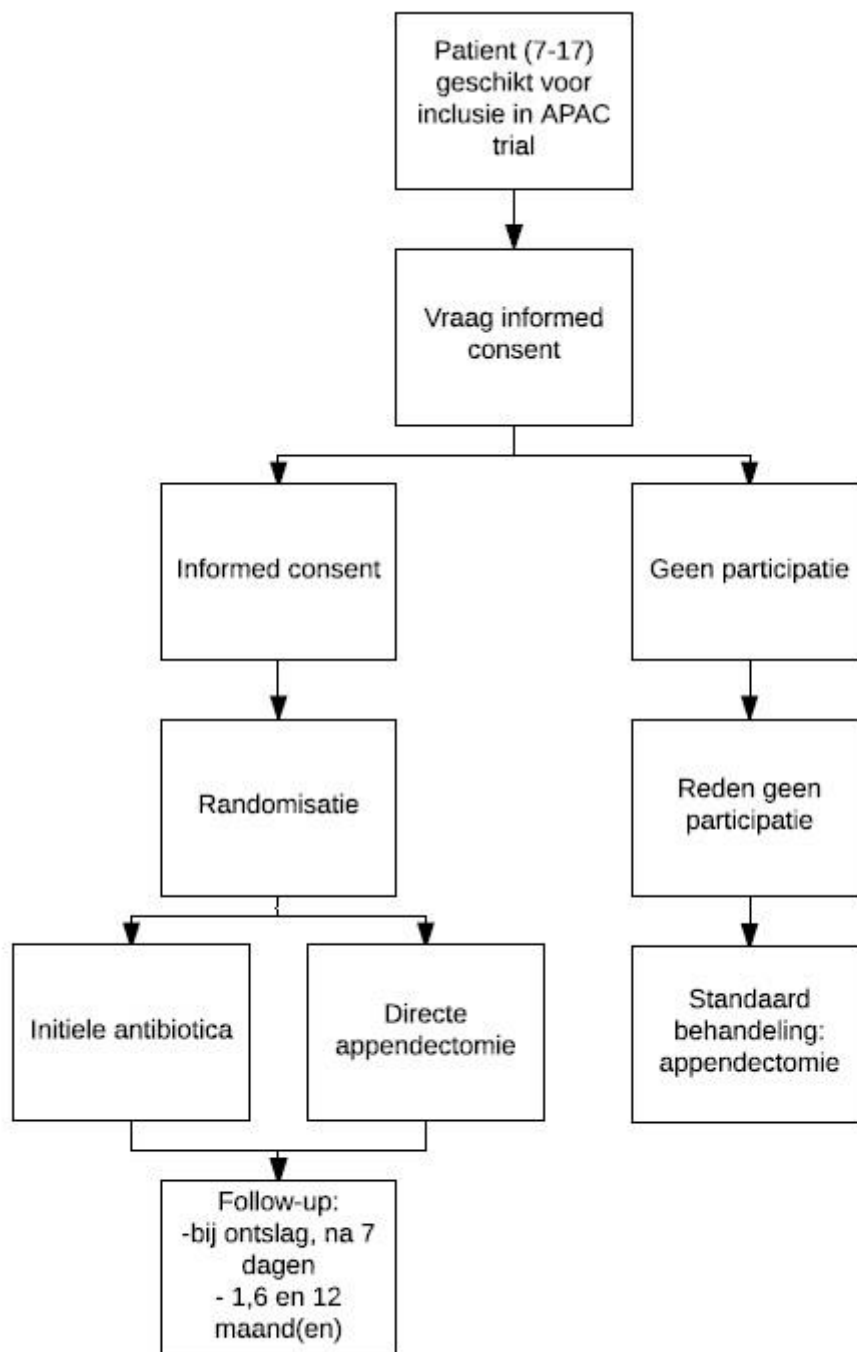 Patient (7-17)
geschikt voor
inclusie in APAC
trial
Vraag informed
consent
Informed consent
Geen participatie
Randomisatie
Reden geen
participatie
Initiele antibiotica
Directe
appendectomie
Standaard
behandeling:
appendectomie
Follow-up:
-bij ontslag, na 7
dagen
- 1,6 en 12
maand(en)